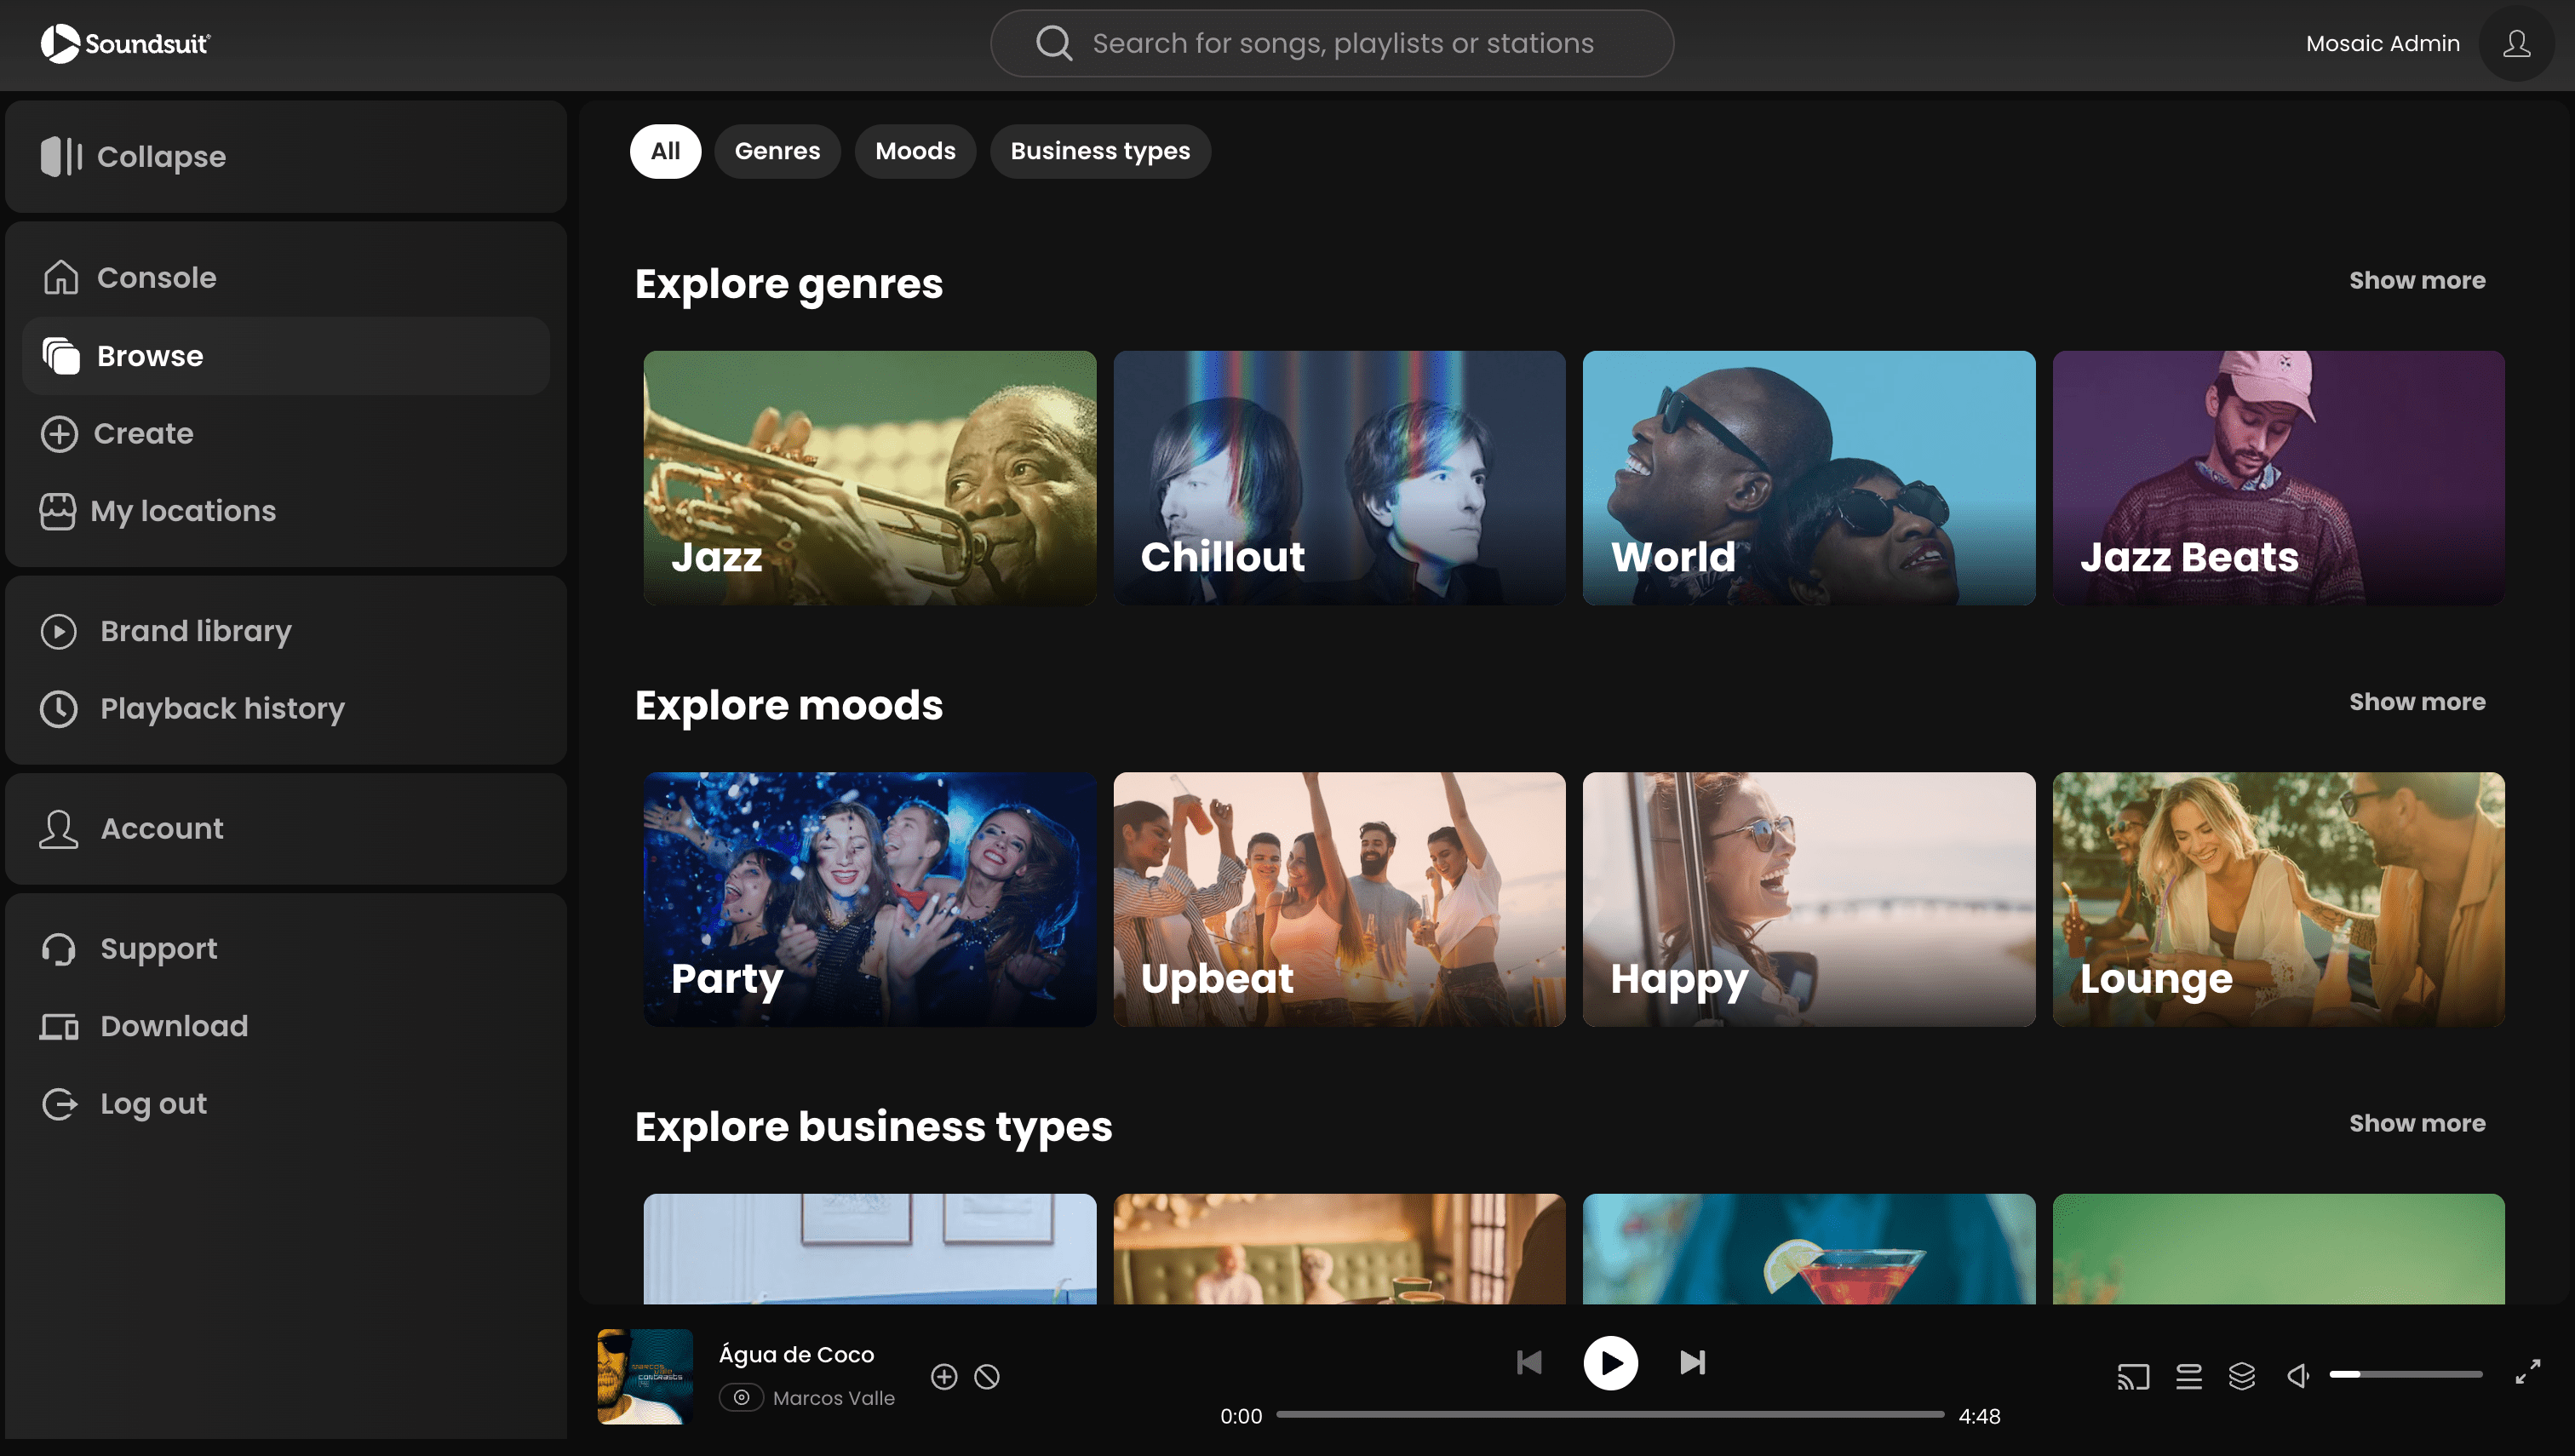 Soundsuit®
Search for songs, playlists or stations
Mosaic Admin
Collapse
Console
Browse
Create
My locations
Brand library
Playback history
Account
Support
Download
Log out
All
Genres
Moods
Business types
Explore genres
Show more
Jazz
Chillout
World
Jazz Beats
Explore moods
Show more
Party
Upbeat
Happy
Lounge
Explore business types
Show more
MARCOS
VALLE
CONTRASTS
Água de Coco
Marcos Valle
0:00
4:48